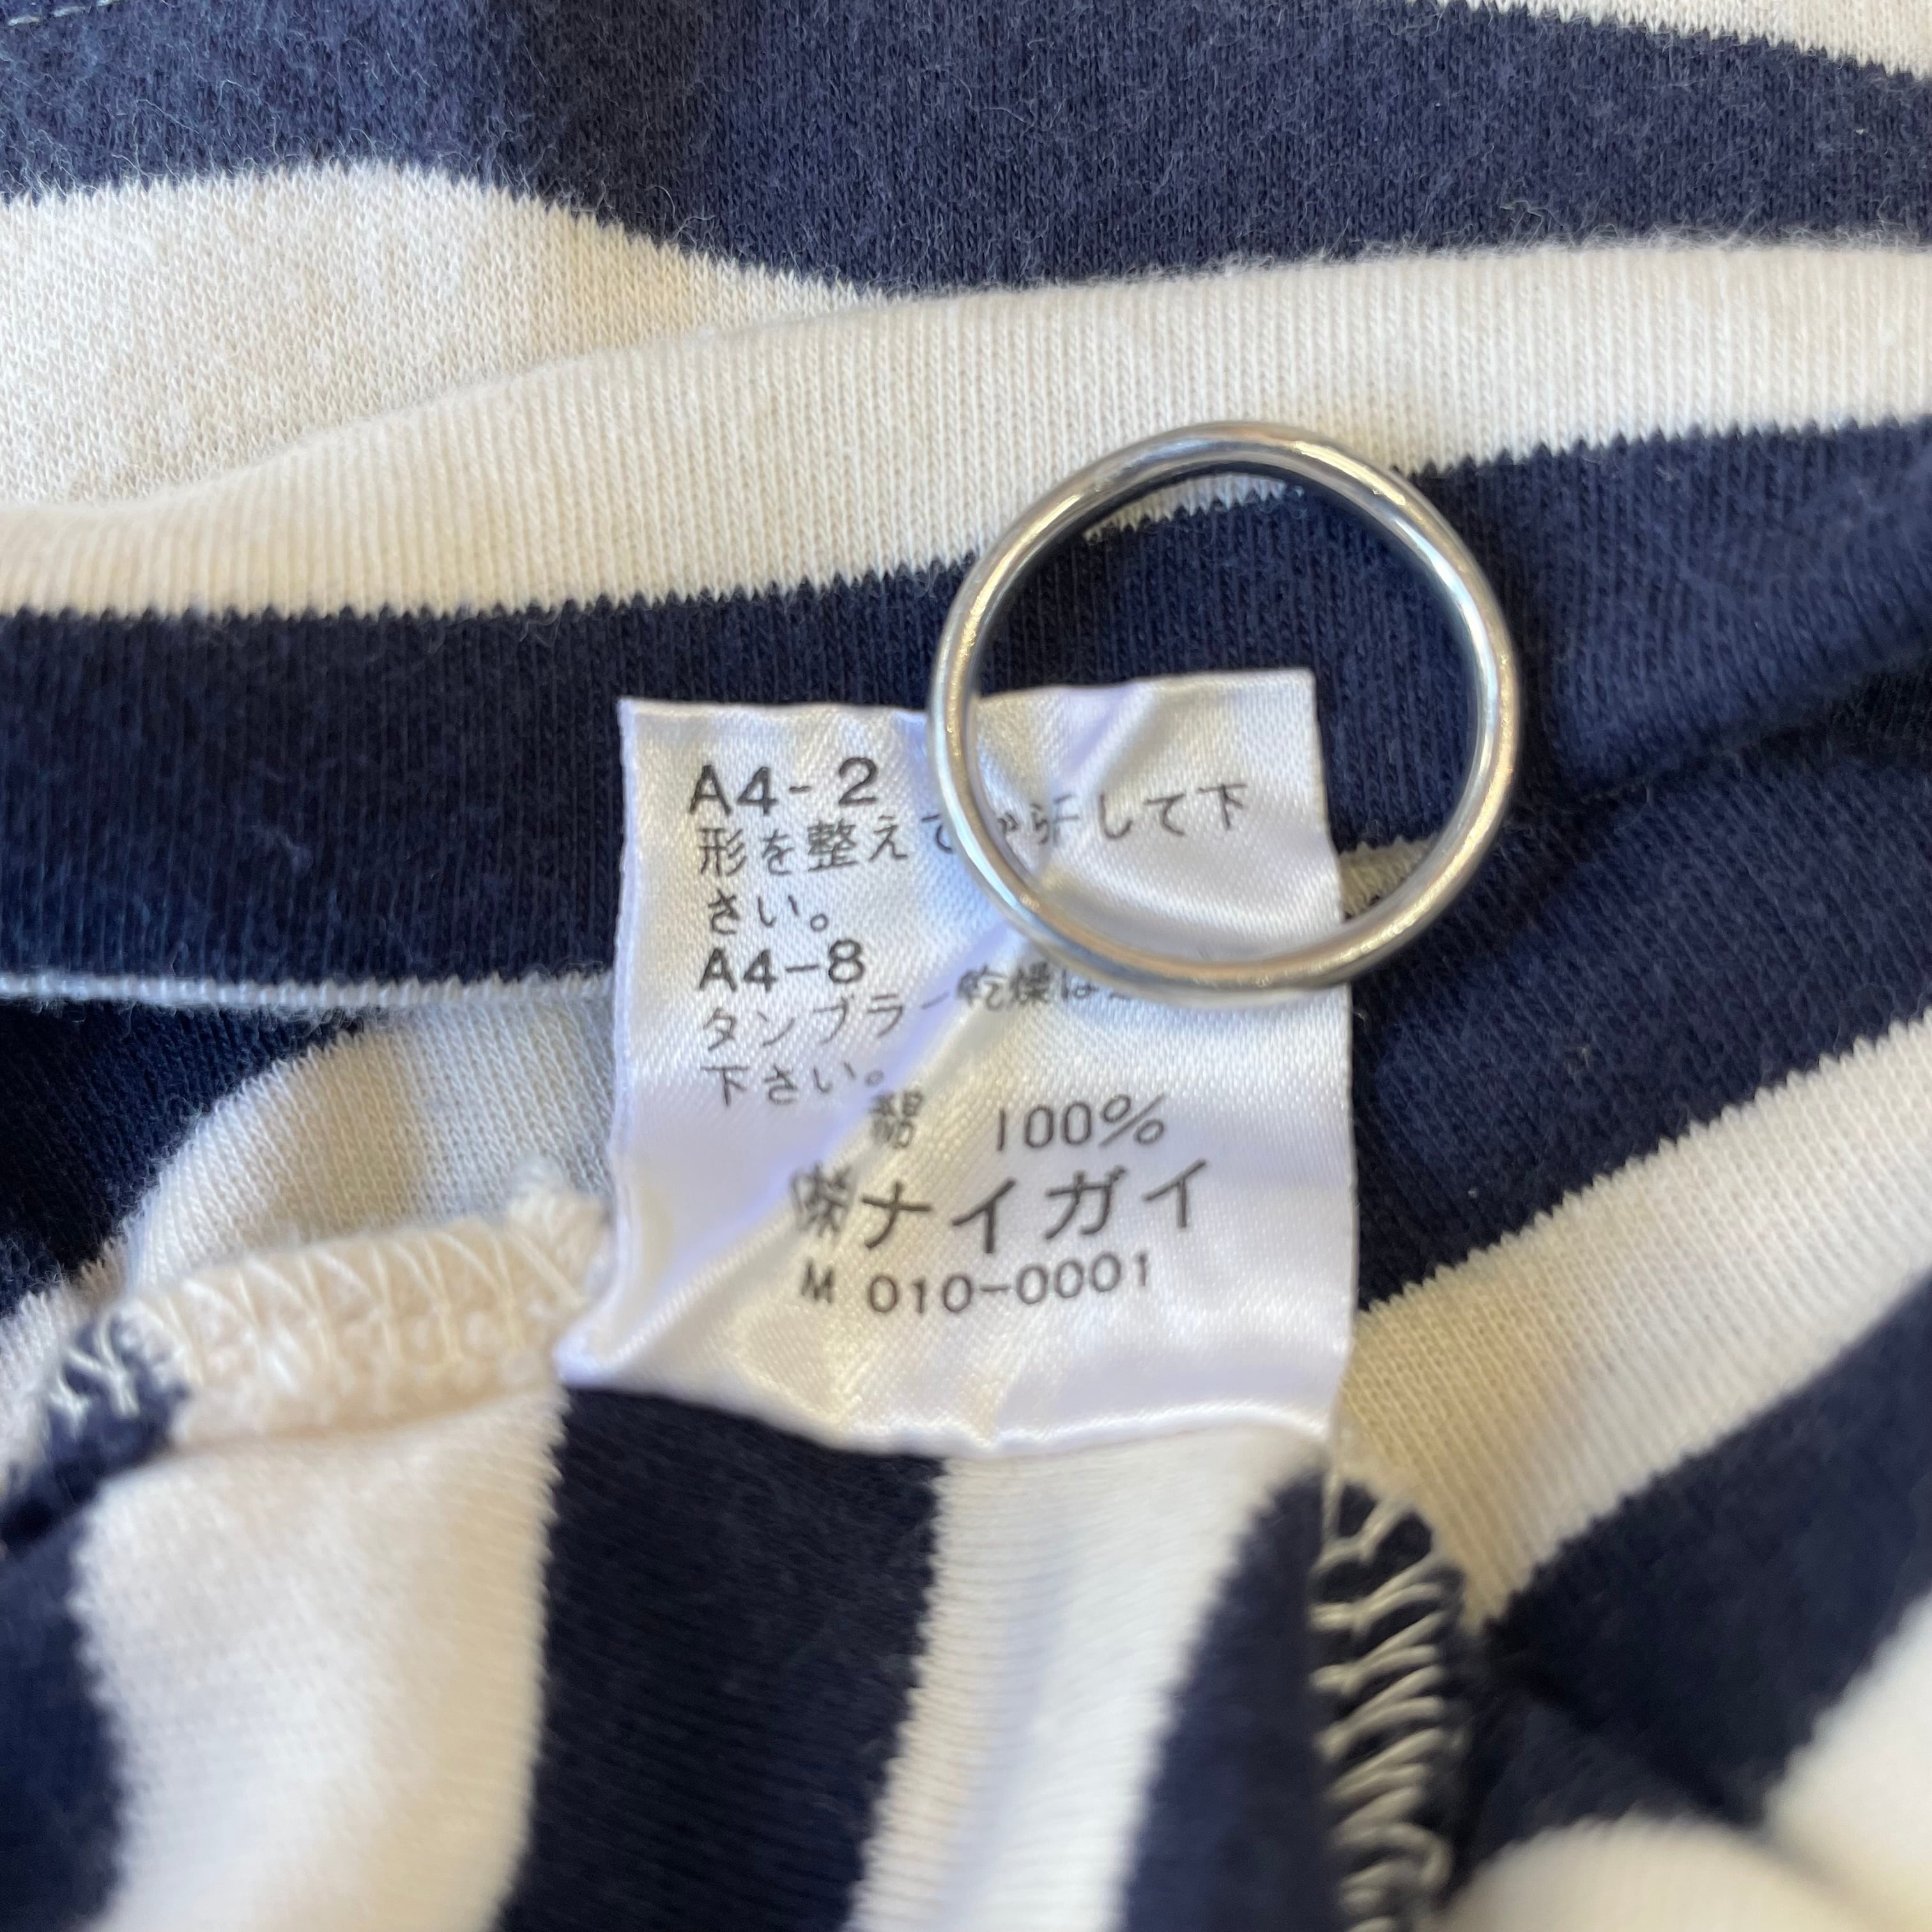 A4-2
形を整えて干して下
さい。
A4-8
タンブラー乾燥は
下さい。
綿 100%
㈱ナイガイ
M 010-0001